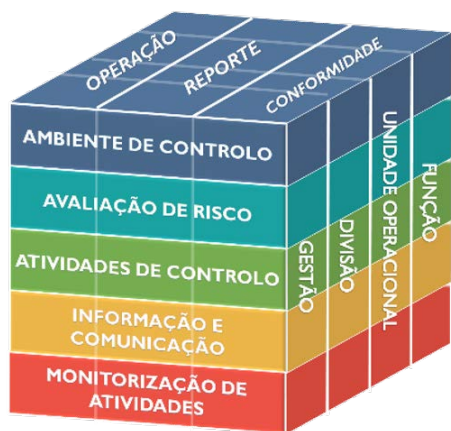 OPERAÇÃO
REPORTE
CONFORMIDADE
AMBIENTE DE CONTROLO
AVALIAÇÃO DE RISCO
ATIVIDADES DE CONTROLO
INFORMAÇÃO E
COMUNICAÇÃO
MONITORIZAÇÃO DE
ATIVIDADES
GESTÃO
DIVISÃO
UNIDADE OPERACIONAL
FUNÇÃO